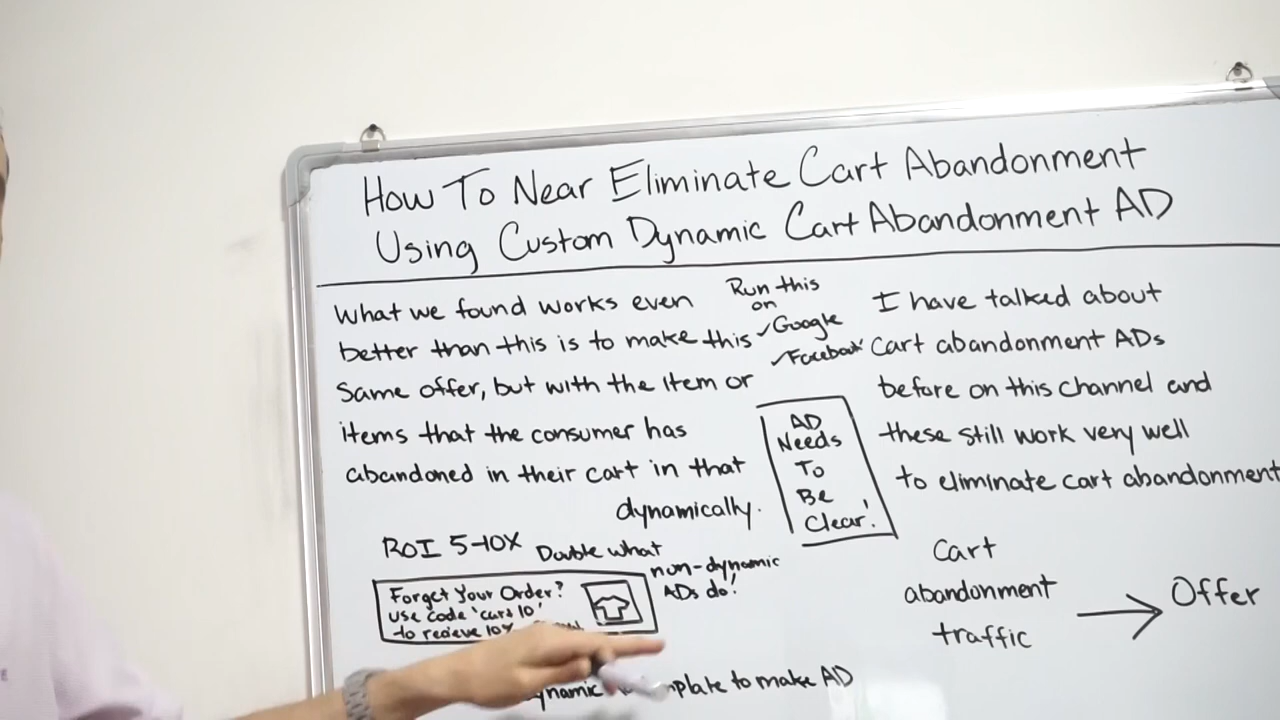 How To Near Eliminate Cart Abandonment
Using Custom Dynamic Cart Abandonment AD
What we found works even
better than this is to make this
Same offer, but with the item or
items that the consumer has
abandoned in their cart in that
dynamically.
Run this
on
✓Google
✓Facebook
AD
Needs
To
Be
Clear!
I have talked about
Cart abandonment ADs
before on this channel and
these still work very well
to eliminate cart abandonment
ROI 5-10X
Double what
non-dynamic
ADs do!
Forget Your Order?
Use code 'cart10'
to recieve 10%
Cart
abandonment
traffic
→ Offer
to make AD